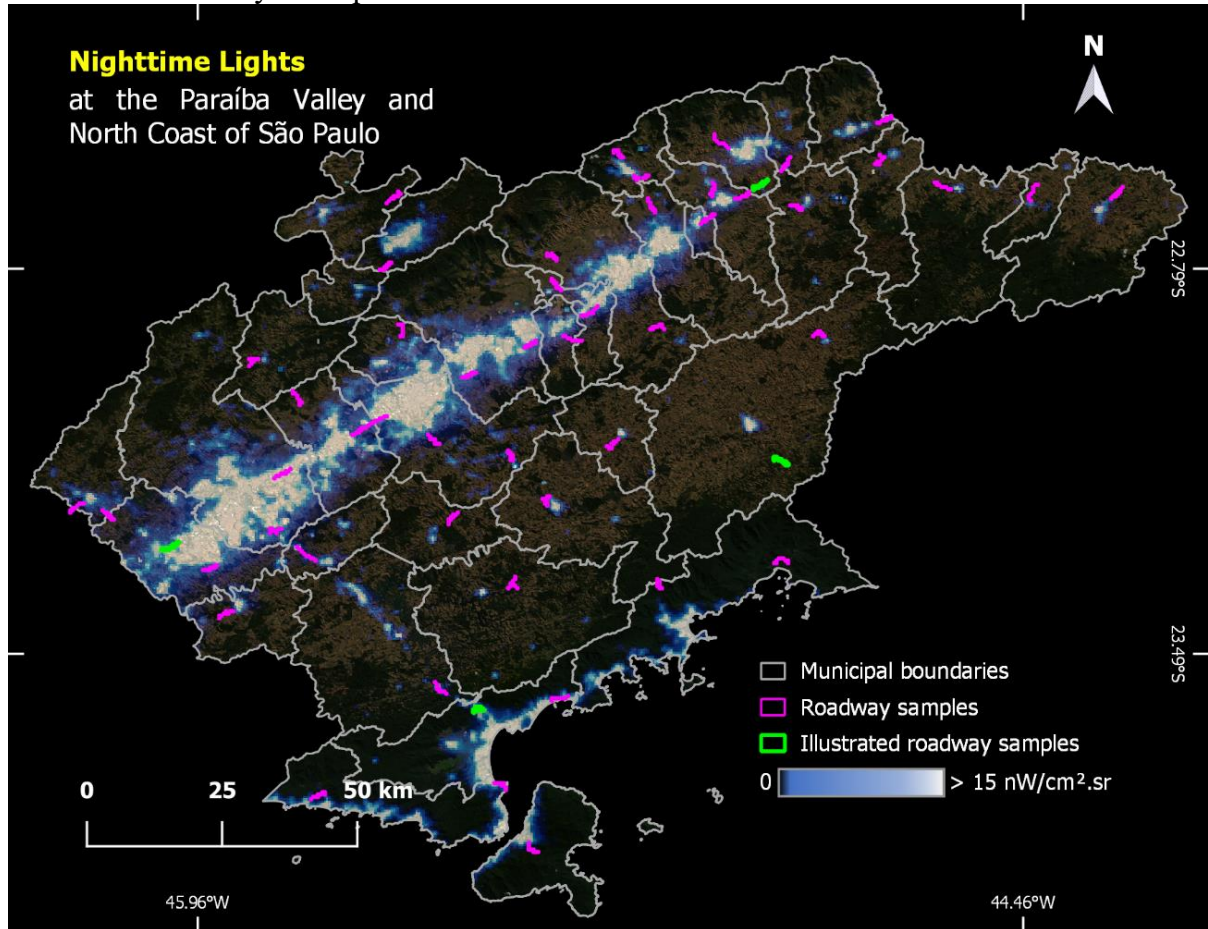 Nighttime Lights
at the Paraíba Valley and
North Coast of São Paulo
N
22.79°S
23.49°S
Municipal boundaries
Roadway samples
Illustrated roadway samples
0 > 15 nW/cm².sr
0 25 50 km
45.96°W 44.46°W